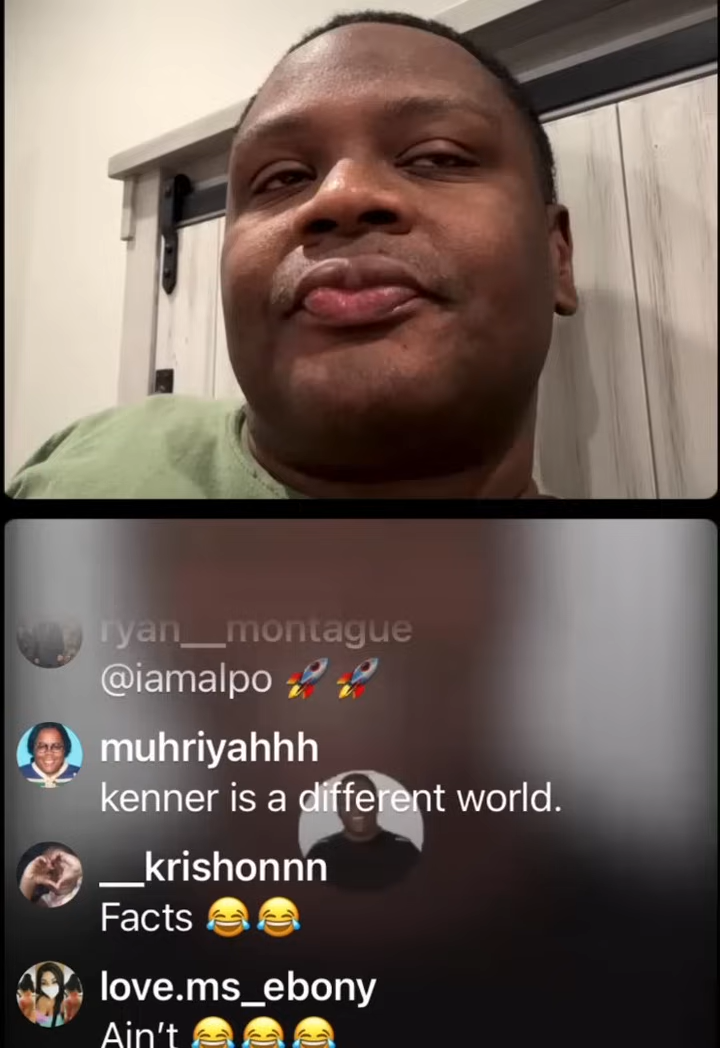 ryan__montague
@iamalpo 🚀 🚀
muhriyahhh
kenner is a different world.
__krishonnn
Facts 😂😂
love.ms_ebony
Ain't 😂😂😂